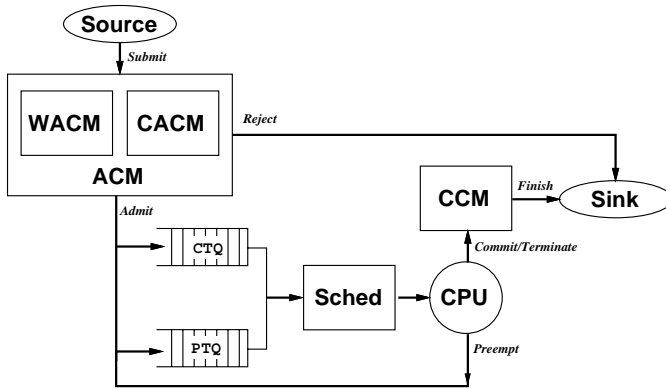 Source
Submit
WACM
CACM
Reject
ACM
Admit
CCM
Finish
Sink
CTQ
Commit/Terminate
Sched
CPU
PTQ
Preempt